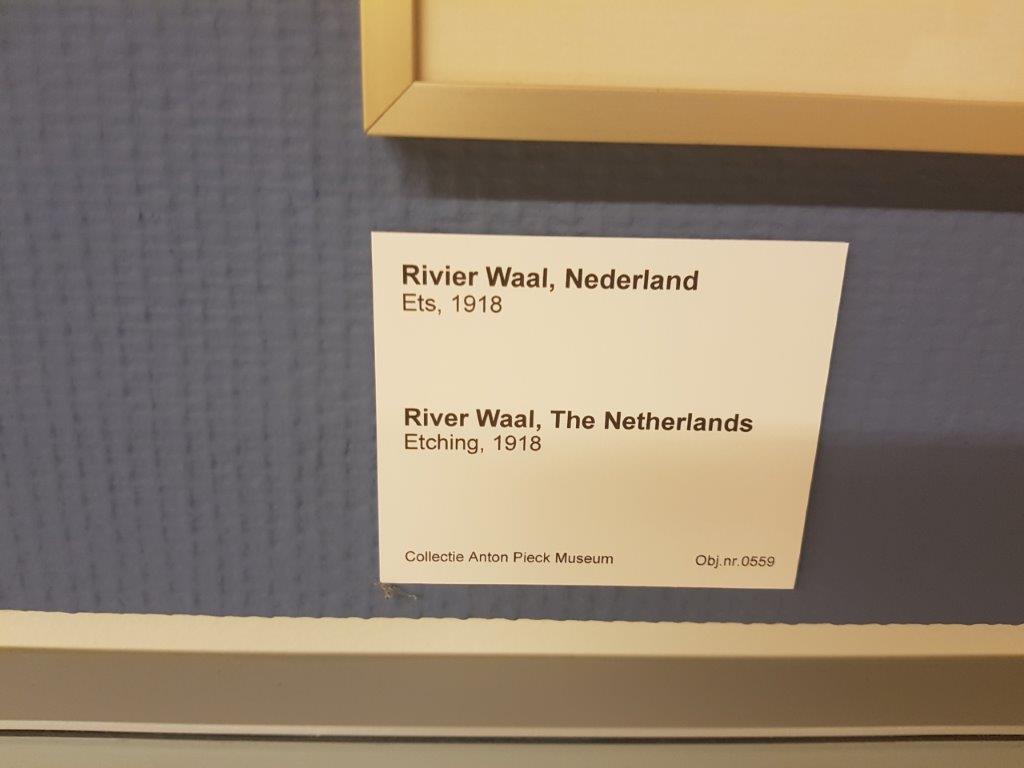 Rivier Waal, Nederland
Ets, 1918
River Waal, The Netherlands
Etching, 1918
Collectie Anton Pieck Museum Obj.nr.0559